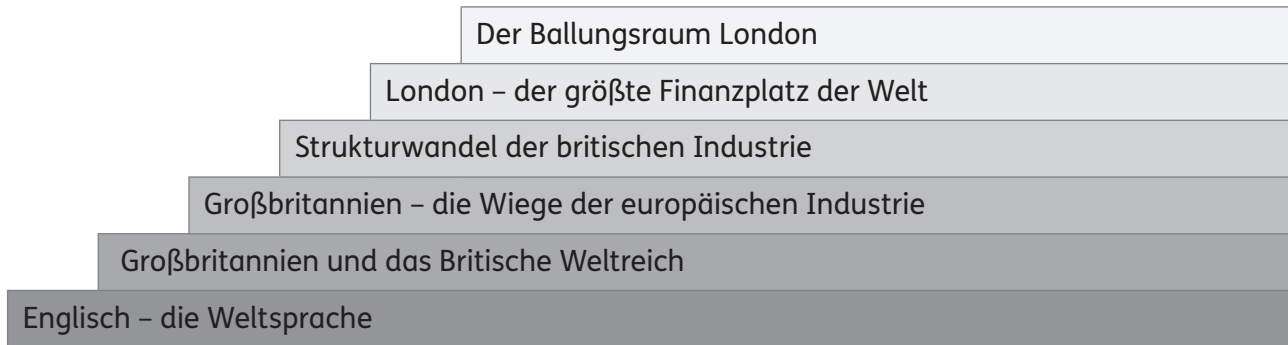 Der Ballungsraum London
London – der größte Finanzplatz der Welt
Strukturwandel der britischen Industrie
Großbritannien – die Wiege der europäischen Industrie
Großbritannien und das Britische Weltreich
Englisch – die Weltsprache